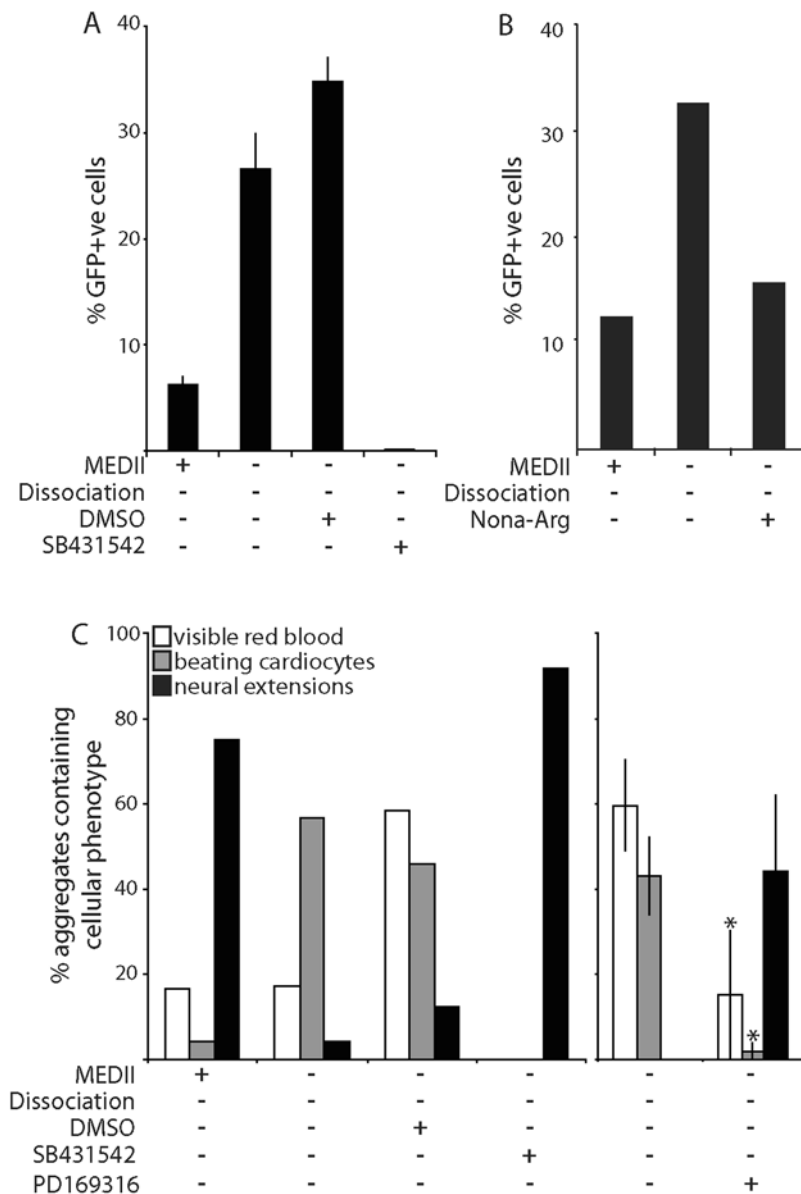 A
40
30
20
10
% GFP+ve cells
MEDII + - - -
Dissociation - - - -
DMSO - - + -
SB431542 - - - +
B
40
30
20
10
% GFP+ve cells
MEDII + - -
Dissociation - - -
Nona-Arg - - +
C
100
80
60
40
20
% aggregates containing
cellular phenotype
visible red blood
beating cardiocytes
neural extensions
*
*
MEDII + - - - - -
Dissociation - - - - - -
DMSO - - + - - -
SB431542 - - - + - -
PD169316 - - - - - +